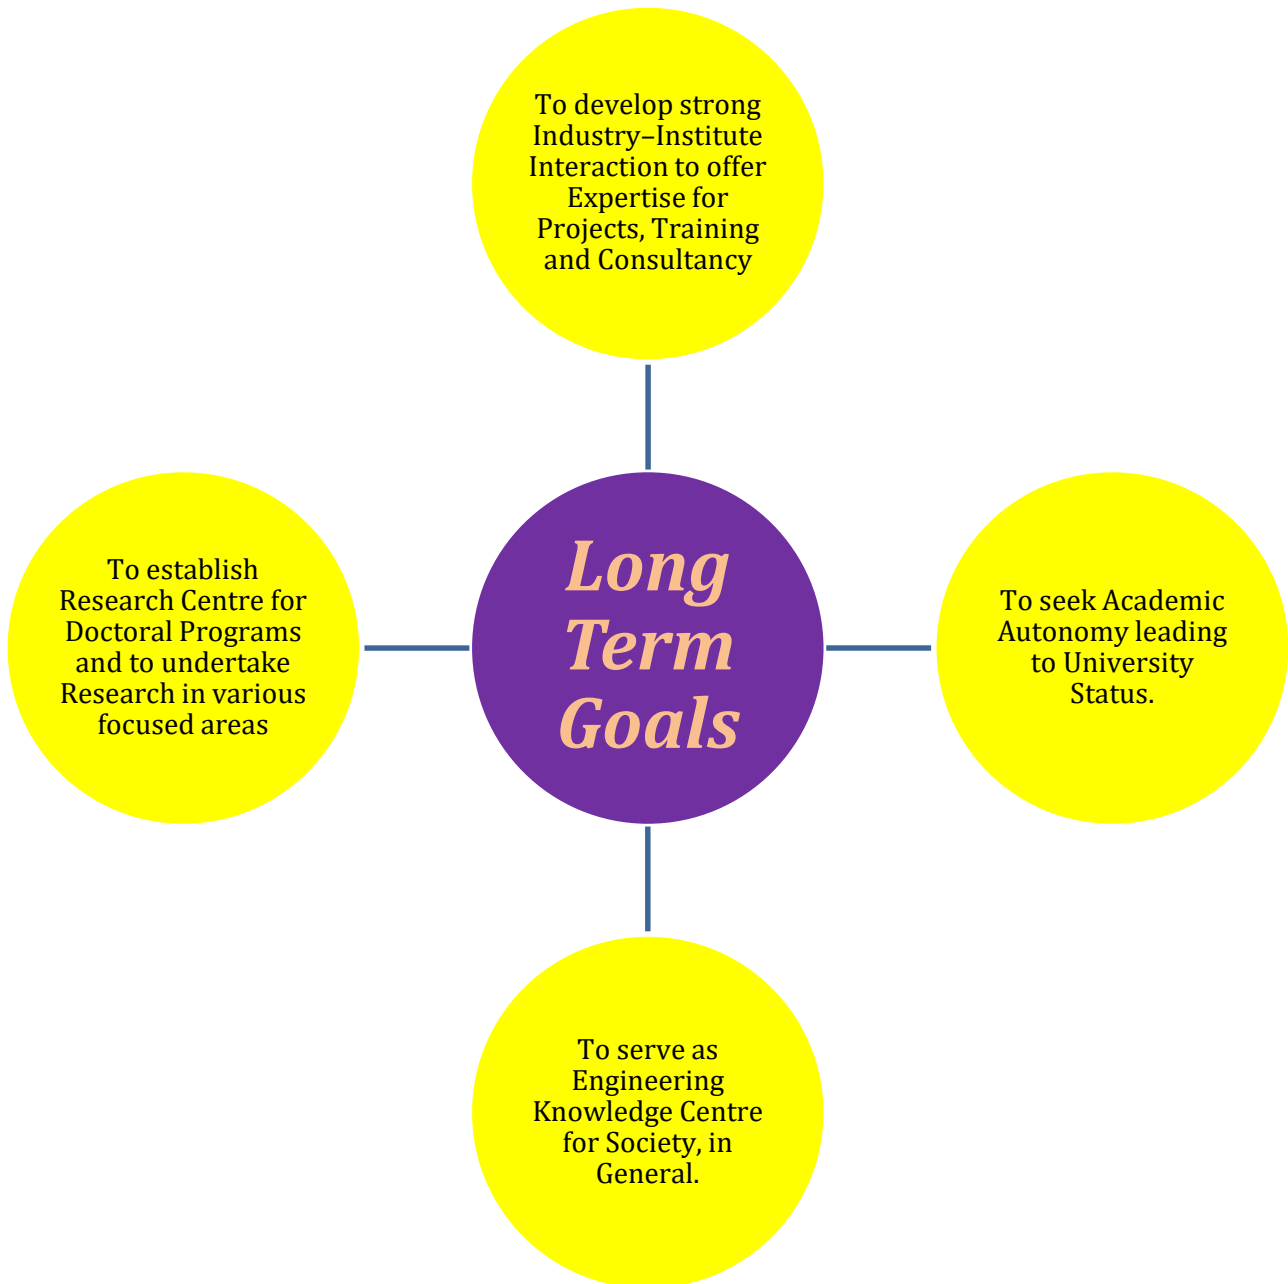 To develop strong
Industry–Institute
Interaction to offer
Expertise for
Projects, Training
and Consultancy
To establish
Research Centre for
Doctoral Programs
and to undertake
Research in various
focused areas
Long
Term
Goals
To seek Academic
Autonomy leading
to University
Status.
To serve as
Engineering
Knowledge Centre
for Society, in
General.